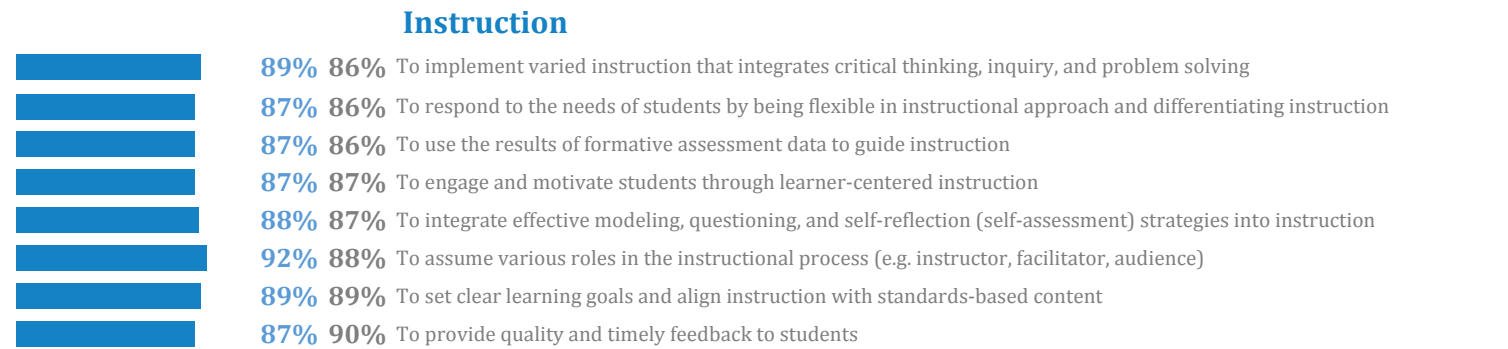 Instruction
89% 86% To implement varied instruction that integrates critical thinking, inquiry, and problem solving
87% 86% To respond to the needs of students by being flexible in instructional approach and differentiating instruction
87% 86% To use the results of formative assessment data to guide instruction
87% 87% To engage and motivate students through learner-centered instruction
88% 87% To integrate effective modeling, questioning, and self-reflection (self-assessment) strategies into instruction
92% 88% To assume various roles in the instructional process (e.g. instructor, facilitator, audience)
89% 89% To set clear learning goals and align instruction with standards-based content
87% 90% To provide quality and timely feedback to students